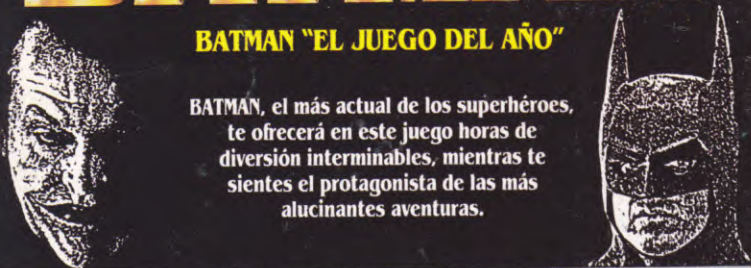 BATMAN "EL JUEGO DEL AÑO"
BATMAN, el más actual de los superhéroes,
te ofrecerá en este juego horas de
diversión interminables, mientras te
sientes el protagonista de las más
alucinantes aventuras.